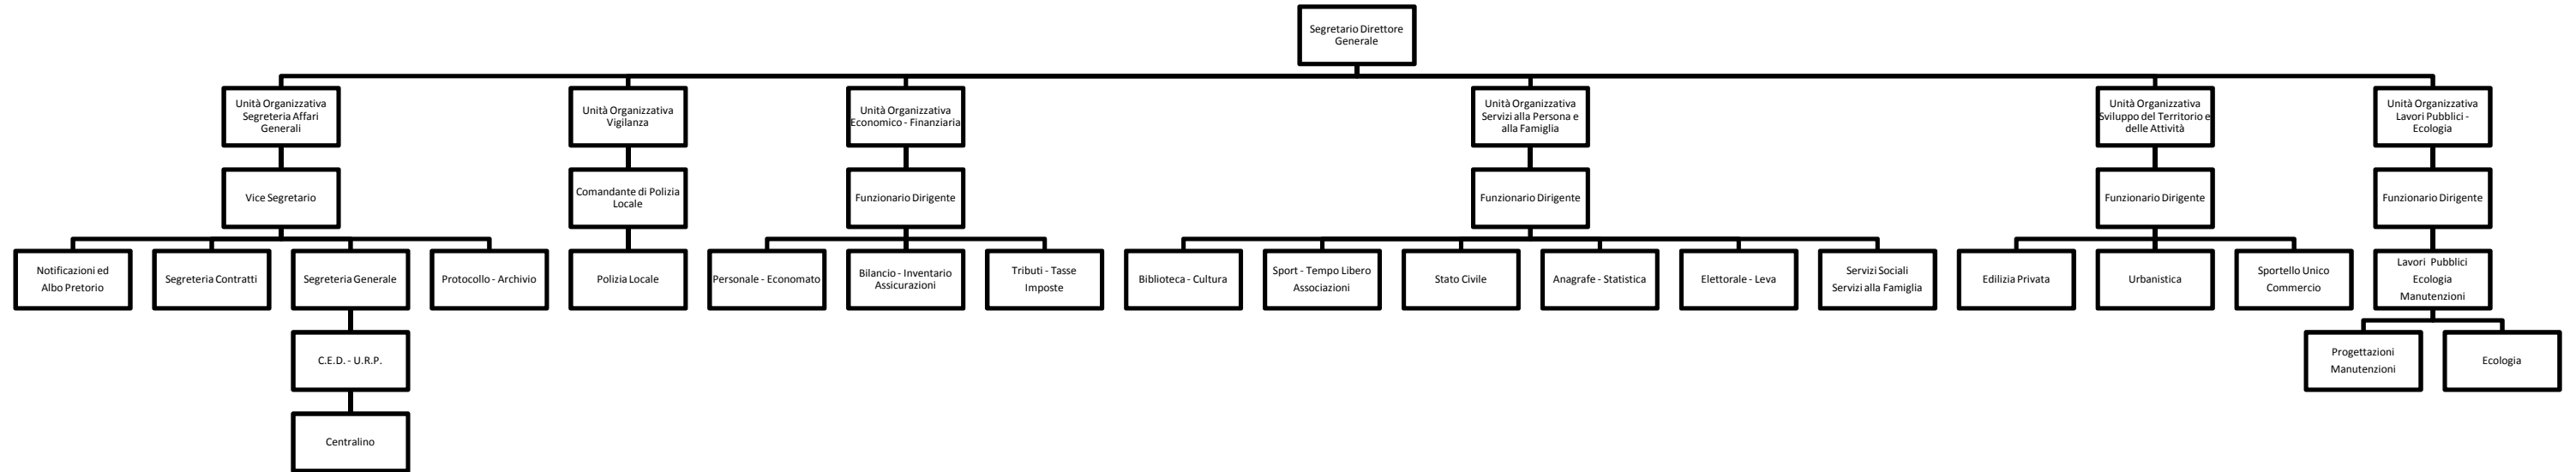 Segretario Direttore
Generale
Unità Organizzativa
Segreteria Affari
Generali
Unità Organizzativa
Vigilanza
Unità Organizzativa
Economico - Finanziaria
Unità Organizzativa
Servizi alla Persona e
alla Famiglia
Unità Organizzativa
Sviluppo del Territorio e
delle Attività
Unità Organizzativa
Lavori Pubblici -
Ecologia
Vice Segretario
Comandante di Polizia
Locale
Funzionario Dirigente
Funzionario Dirigente
Funzionario Dirigente
Funzionario Dirigente
Notificazioni ed
Albo Pretorio
Segreteria Contratti
Segreteria Generale
Protocollo - Archivio
Polizia Locale
Personale - Economato
Bilancio - Inventario
Assicurazioni
Tributi - Tasse
Imposte
Biblioteca - Cultura
Sport - Tempo Libero
Associazioni
Stato Civile
Anagrafe - Statistica
Elettorale - Leva
Servizi Sociali
Servizi alla Famiglia
Edilizia Privata
Urbanistica
Sportello Unico
Commercio
Lavori Pubblici
Ecologia
Manutenzioni
C.E.D. - U.R.P.
Progettazioni
Manutenzioni
Ecologia
Centralino